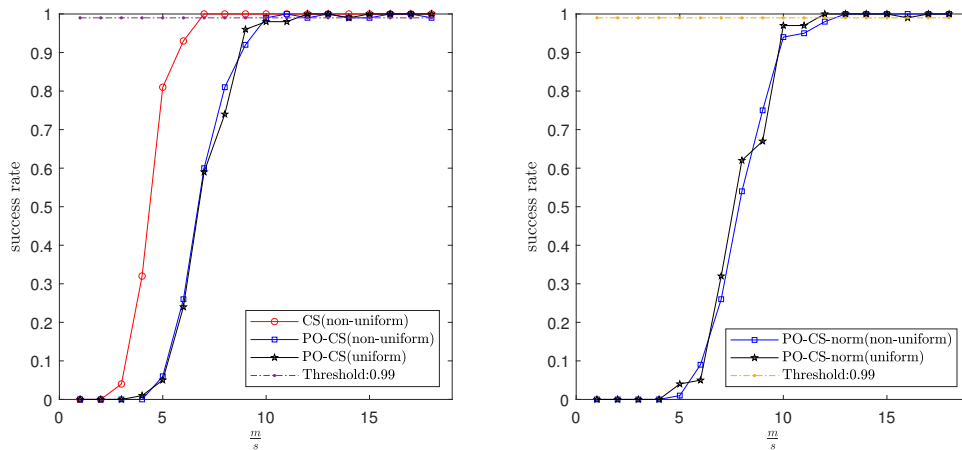 1
0.9
0.8
0.7
0.6
0.5
0.4
0.3
0.2
0.1
0
success rate
0 5 10 15
m/s
CS(non-uniform)
PO-CS(non-uniform)
PO-CS(uniform)
Threshold:0.99
1
0.9
0.8
0.7
0.6
0.5
0.4
0.3
0.2
0.1
0
success rate
0 5 10 15
m/s
PO-CS-norm(non-uniform)
PO-CS-norm(uniform)
Threshold:0.99